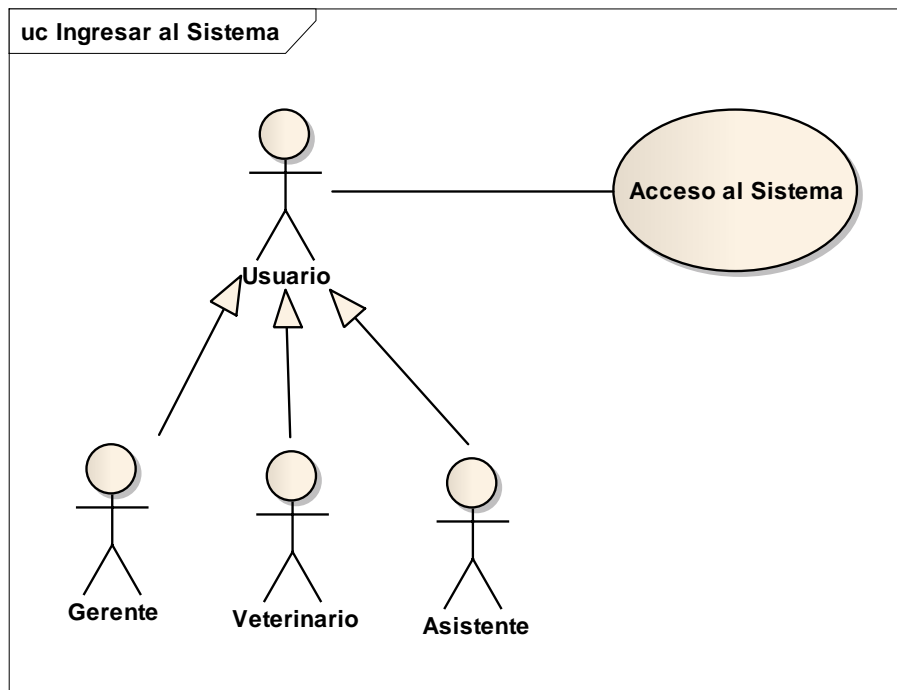 uc Ingresar al Sistema
Acceso al Sistema
Usuario
Gerente
Veterinario
Asistente